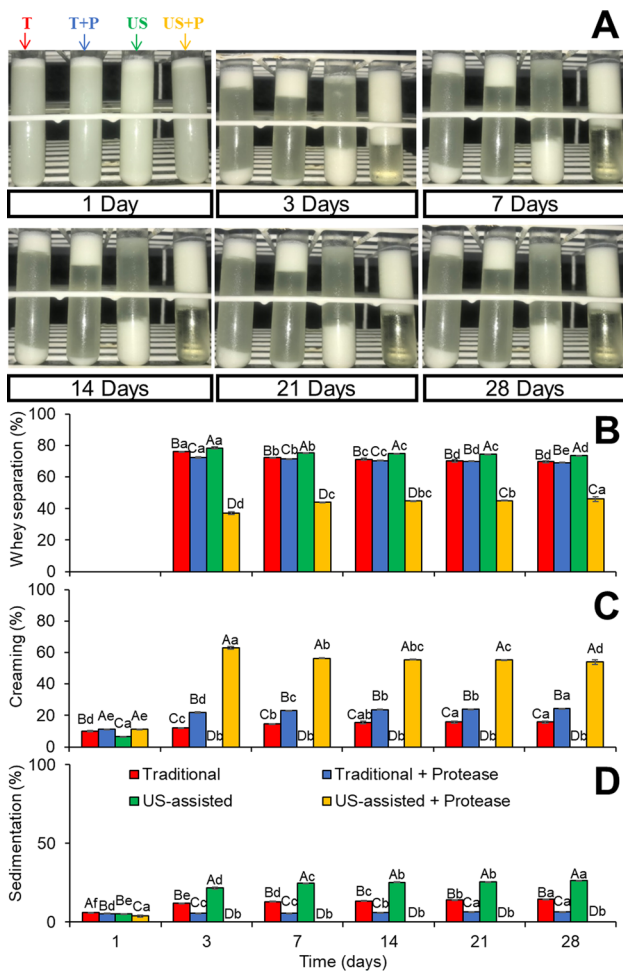 T T+P US US+P A
1 Day 3 Days 7 Days
14 Days 21 Days 28 Days
B
Whey separation (%)
100
80
60
40
20
0
Ba Ca Aa Dd Bb Cb Ab Dc Bc Cc Ac Dbc Bd Bd Ac Cb Bd Be Ad Ca
C
Creaming (%)
100
80
60
40
20
0
Bd Ae Ca Ae Cc Bd Db Aa Cb Bc Db Ab Cab Bb Db Abc Ca Bb Db Ac Ca Ba Db Ad
D
Sedimentation (%)
100
50
0
Traditional Traditional + Protease
US-assisted US-assisted + Protease
Af Bd Be Ca Be Cc Ad Db Bd Cc Ac Db Bc Cb Ab Db Bb Ca Ab Db Ba Ca Aa Db
1 3 7 14 21 28
Time (days)